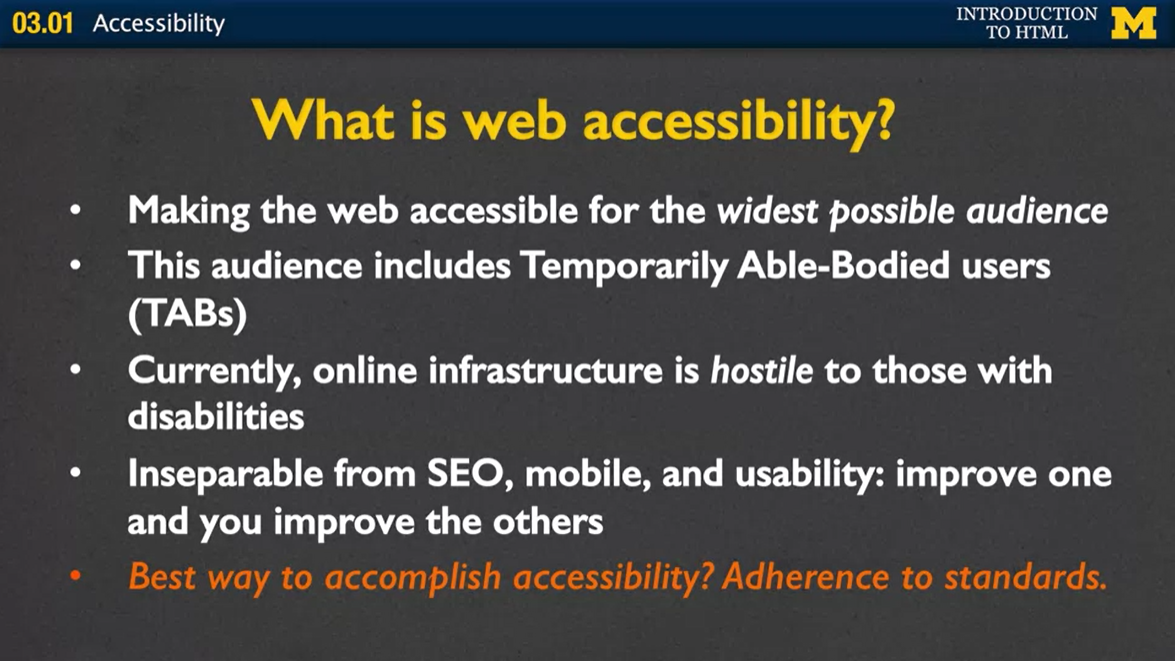 03.01 Accessibility
INTRODUCTION
TO HTML
M
What is web accessibility?
• Making the web accessible for the widest possible audience
• This audience includes Temporarily Able-Bodied users
(TABs)
• Currently, online infrastructure is hostile to those with
disabilities
• Inseparable from SEO, mobile, and usability: improve one
and you improve the others
• Best way to accomplish accessibility? Adherence to standards.